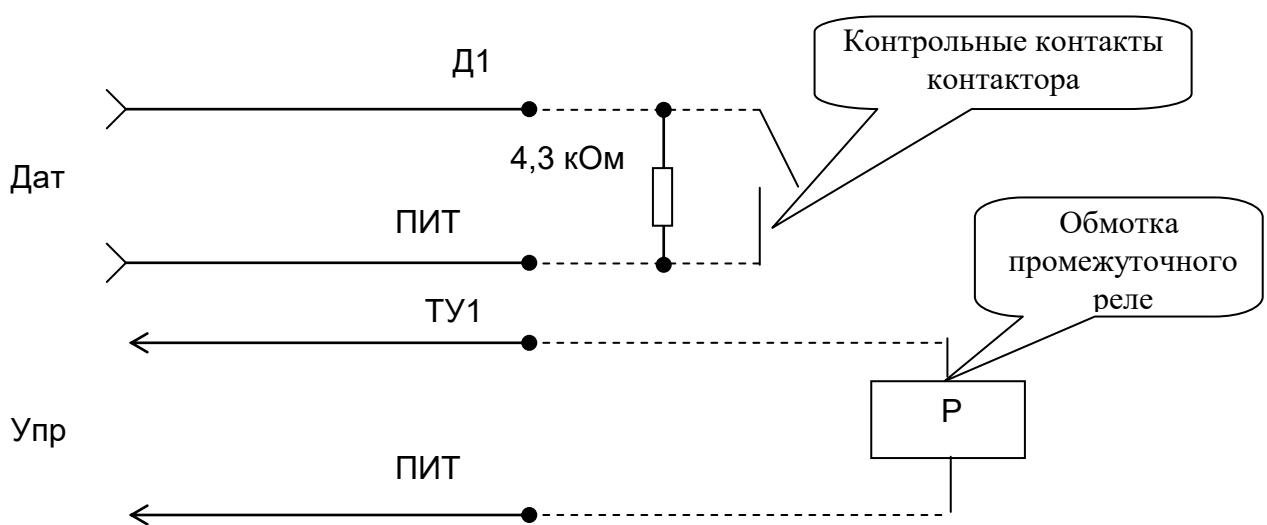 Контрольные контакты
контактора
Д1
4,3 кОм
Дат
ПИТ
Обмотка
промежуточного
реле
ТУ1
Р
Упр
ПИТ